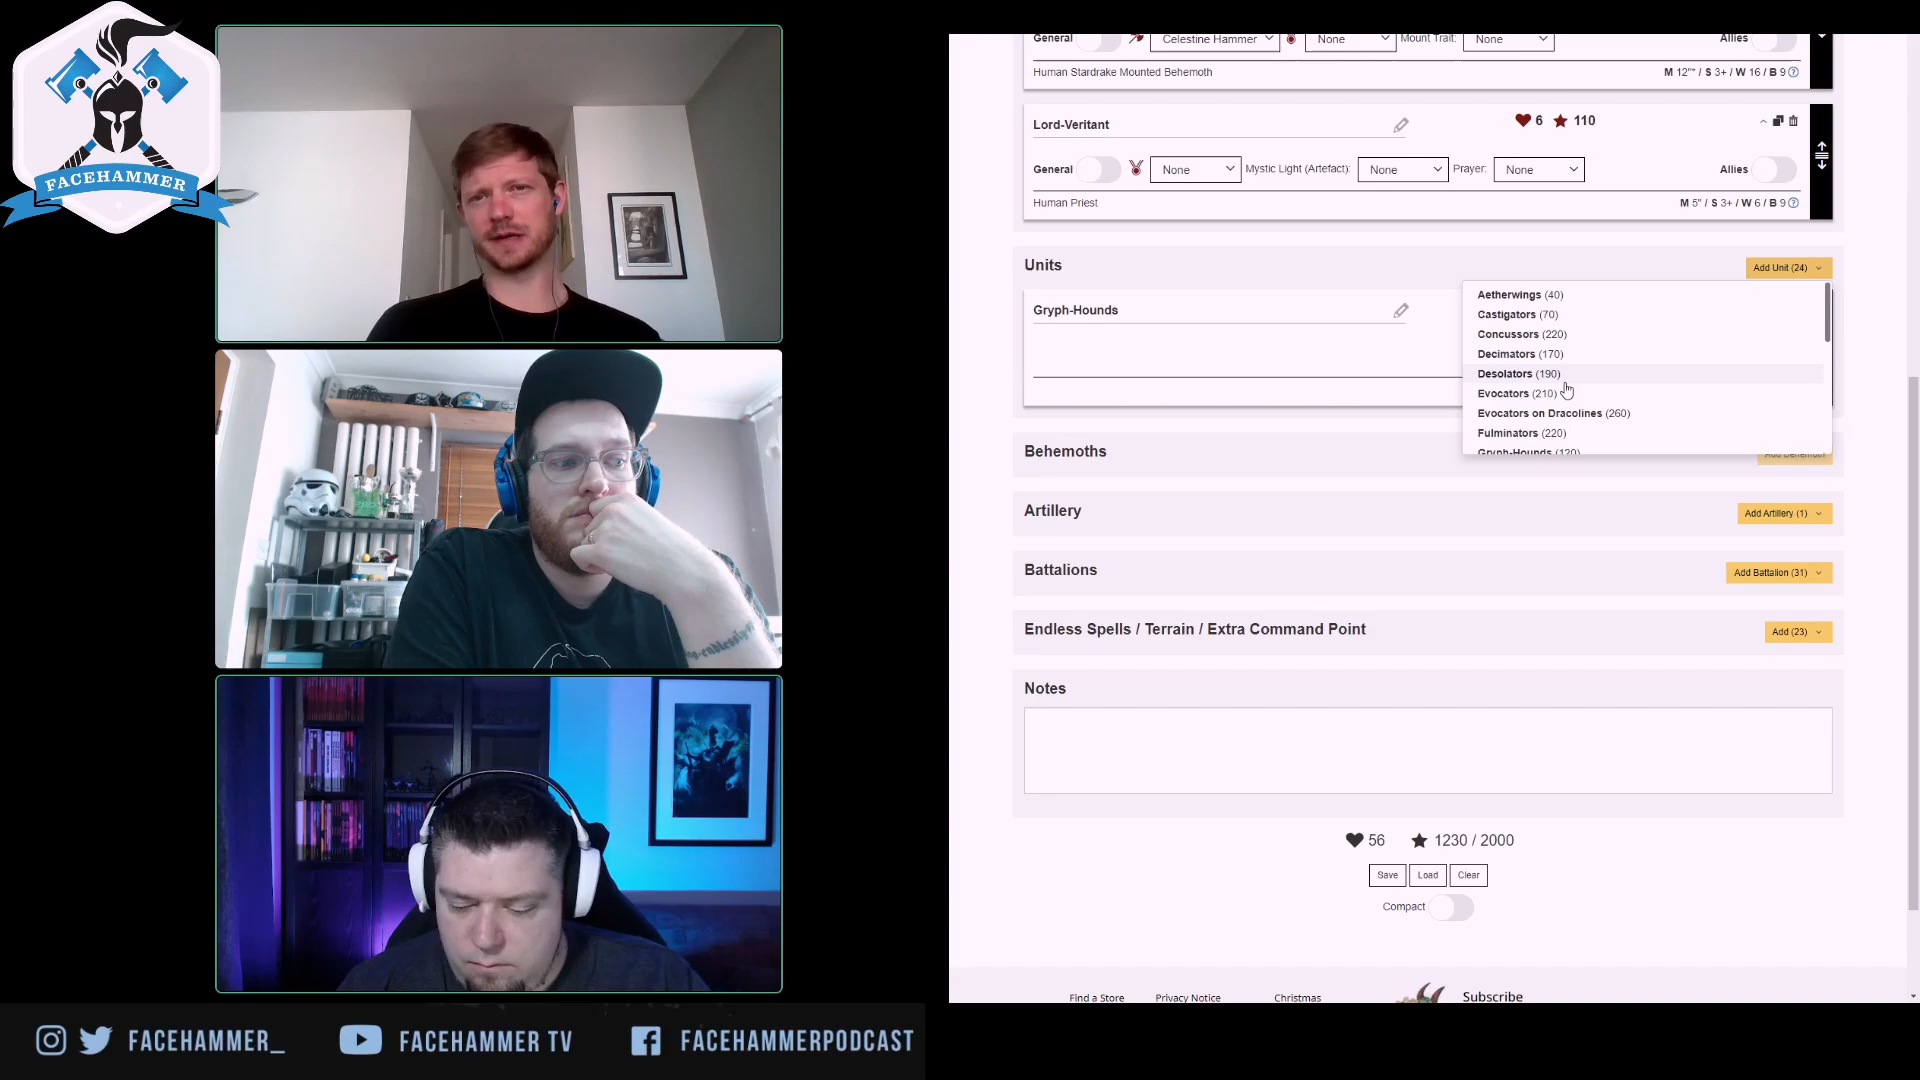 FACEHAMMER
General
Celestine Hammer
None
Mount Trait:
None
Allies
Human Stardrake Mounted Behemoth
M 12"* / S 3+ / W 16 / B 9
Lord-Veritant
6
110
General
None
Mystic Light (Artefact):
None
Prayer:
None
Allies
Human Priest
M 5" / S 3+ / W 6 / B 9
Units
Add Unit (24)
Gryph-Hounds
Aetherwings (40)
Castigators (70)
Concussors (220)
Decimators (170)
Desolators (190)
Evocators (210)
Evocators on Dracolines (260)
Fulminators (220)
Gryph-Hounds (120)
Behemoths
Add Behemoth
Artillery
Add Artillery (1)
Battalions
Add Battalion (31)
Endless Spells / Terrain / Extra Command Point
Add (23)
Notes
56
1230 / 2000
Save
Load
Clear
Compact
Find a Store
Privacy Notice
Christmas
Subscribe
FACEHAMMER_
FACEHAMMER TV
FACEHAMMERPODCAST